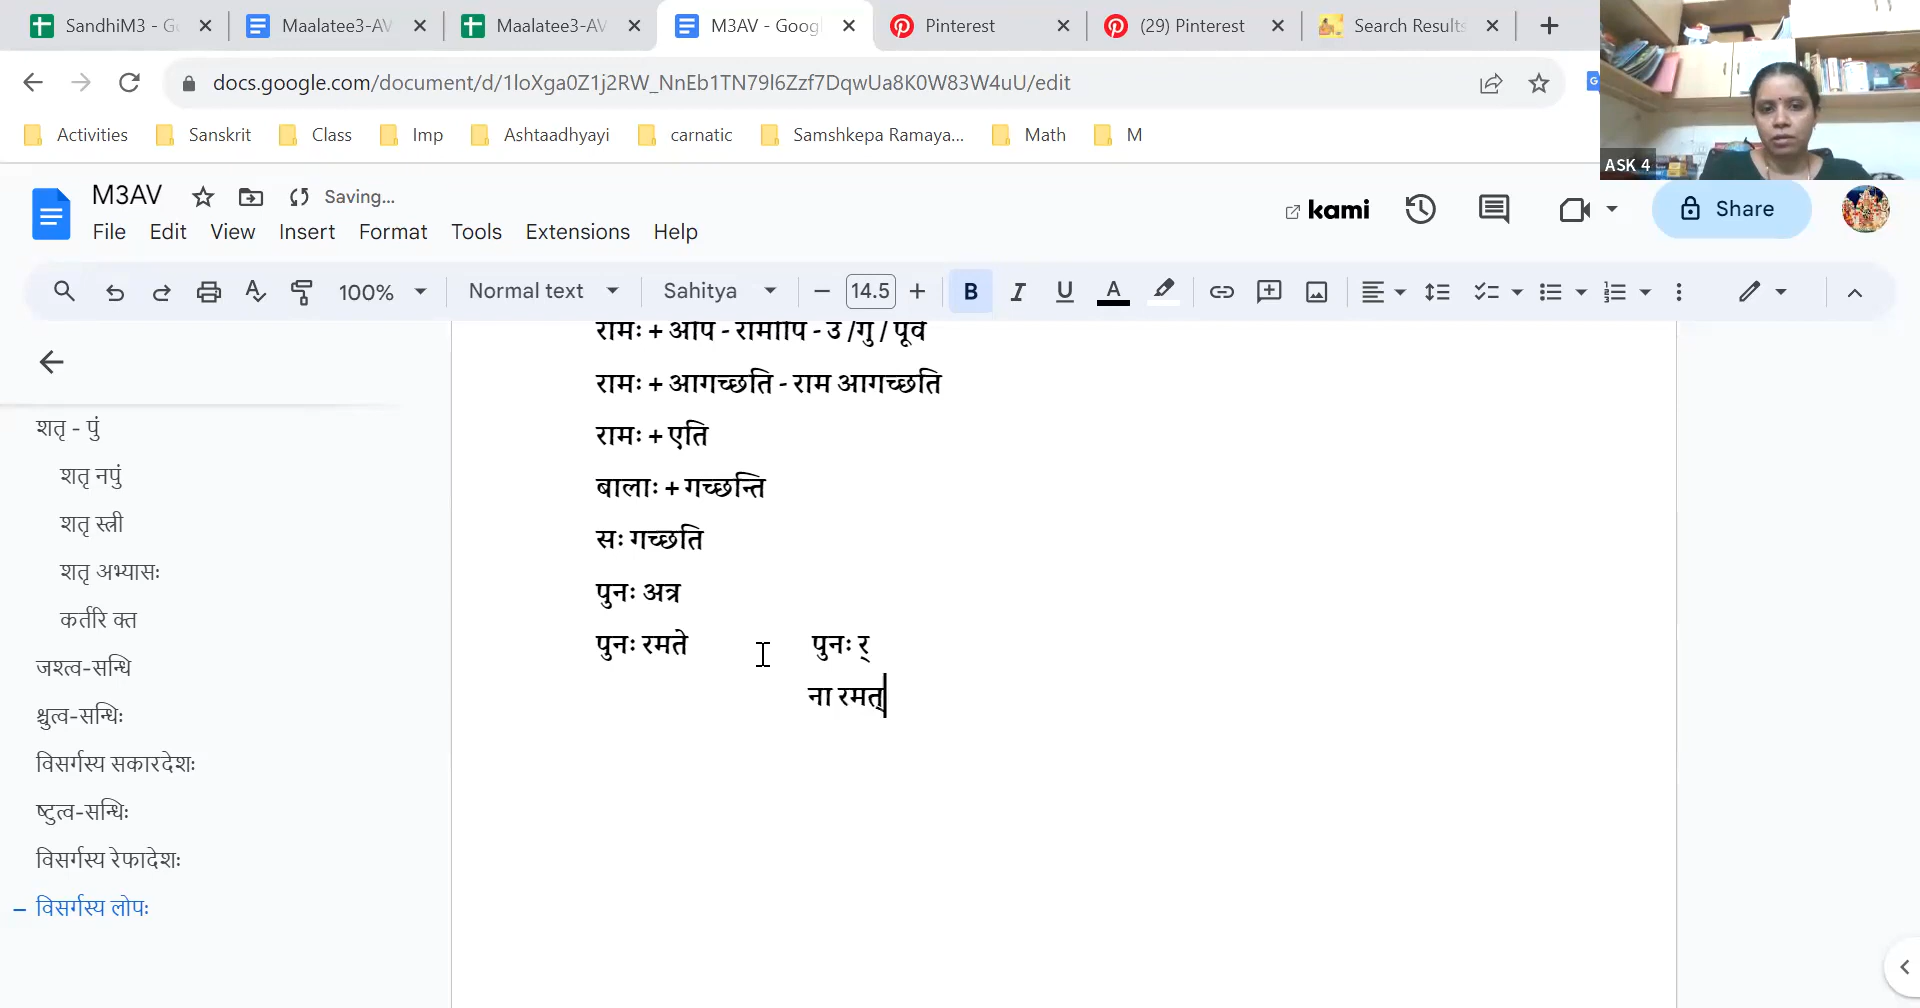 SandhiM3 - G
Maalatee3-AV
Maalatee3-AV
M3AV - Goog
Pinterest
(29) Pinterest
Search Results
docs.google.com/document/d/1loXga0Z1j2RW_NnEb1TN79l6Zzf7DqwUa8K0W83W4uU/edit
Activities
Sanskrit
Class
Imp
Ashtaadhyayi
carnatic
Samshkepa Ramaya...
Math
M
ASK 4
M3AV
Saving...
kami
Share
File Edit View Insert Format Tools Extensions Help
100% Normal text Sahitya − 14.5 + B I U A
रामः + अपि - रामोपि - उ /गु / पूर्व
रामः + आगच्छति - राम आगच्छति
रामः + एति
बालाः + गच्छन्ति
सः गच्छति
पुनः अत्र
पुनः रमते पुनः र्
ना रमत्
शतृ - पुं
शतृ नपुं
शतृ स्त्री
शतृ अभ्यासः
कर्तरि क्त
जश्त्व-सन्धि
श्चुत्व-सन्धिः
विसर्गस्य सकारदेशः
ष्टुत्व-सन्धिः
विसर्गस्य रेफादेशः
विसर्गस्य लोपः